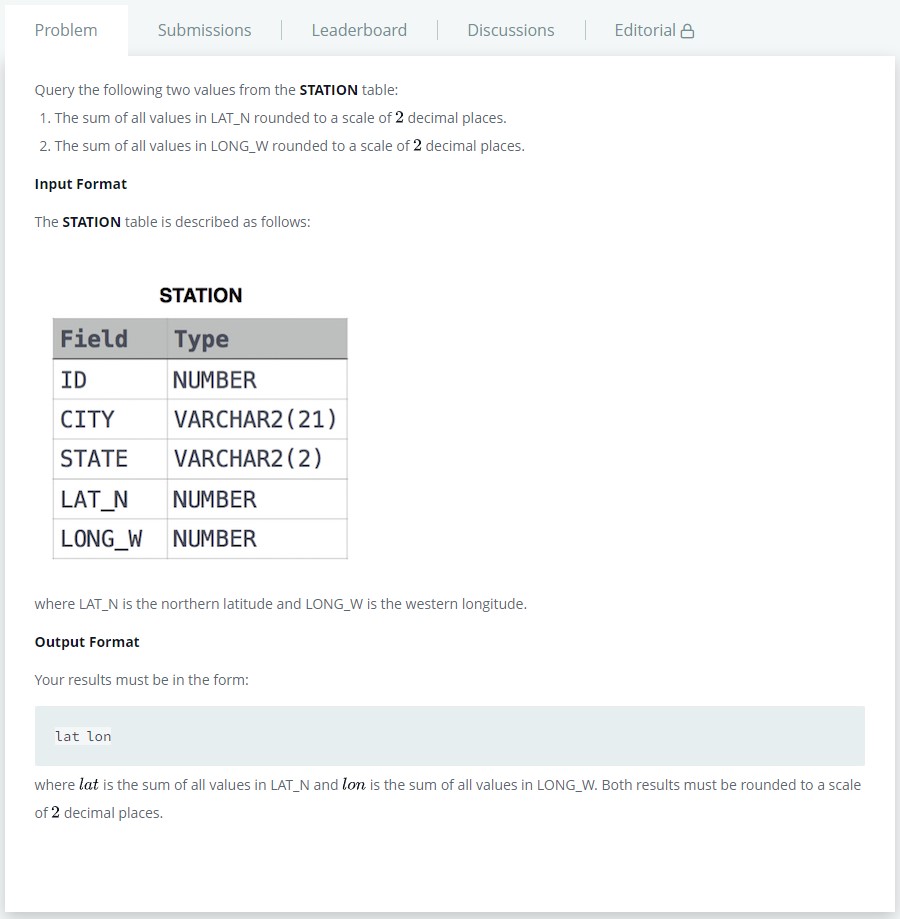 Problem
Submissions
Leaderboard
Discussions
Editorial
Query the following two values from the STATION table:
1. The sum of all values in LAT_N rounded to a scale of 2 decimal places.
2. The sum of all values in LONG_W rounded to a scale of 2 decimal places.
Input Format
The STATION table is described as follows:
STATION
Field Type
ID NUMBER
CITY VARCHAR2(21)
STATE VARCHAR2(2)
LAT_N NUMBER
LONG_W NUMBER
where LAT_N is the northern latitude and LONG_W is the western longitude.
Output Format
Your results must be in the form:
lat lon
where lat is the sum of all values in LAT_N and lon is the sum of all values in LONG_W. Both results must be rounded to a scale
of 2 decimal places.